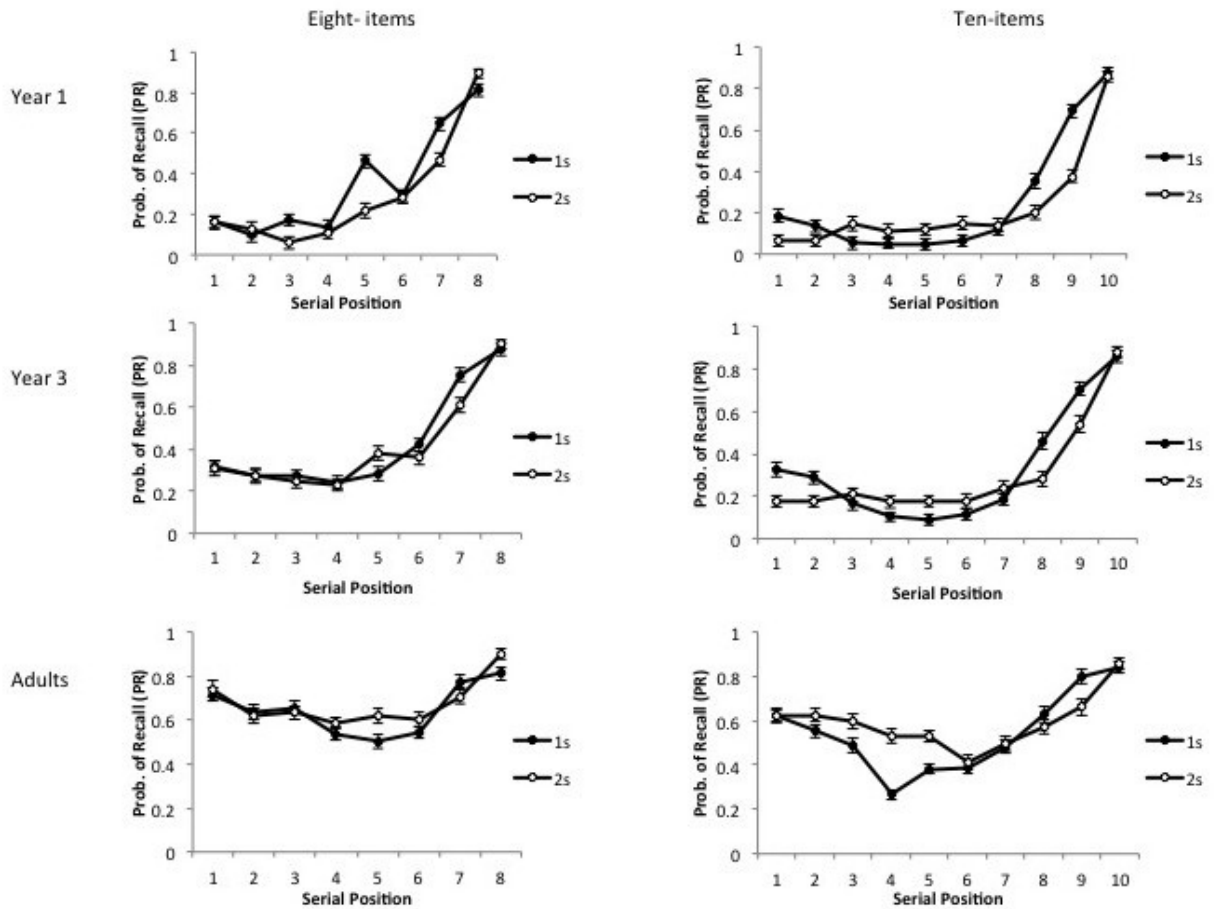 Eight- items
Ten-items
Year 1
Prob. of Recall (PR)
1
0.8
0.6
0.4
0.2
0
1 2 3 4 5 6 7 8
Serial Position
1s
2s
Prob. of Recall (PR)
1
0.8
0.6
0.4
0.2
0
1 2 3 4 5 6 7 8 9 10
Serial Position
1s
2s
Year 3
Prob. of Recall (PR)
1
0.8
0.6
0.4
0.2
0
1 2 3 4 5 6 7 8
Serial Position
1s
2s
Prob. of Recall (PR)
1
0.8
0.6
0.4
0.2
0
1 2 3 4 5 6 7 8 9 10
Serial Position
1s
2s
Adults
Prob. of Recall (PR)
1
0.8
0.6
0.4
0.2
0
1 2 3 4 5 6 7 8
Serial Position
1s
2s
Prob. of Recall (PR)
1
0.8
0.6
0.4
0.2
0
1 2 3 4 5 6 7 8 9 10
Serial Position
1s
2s